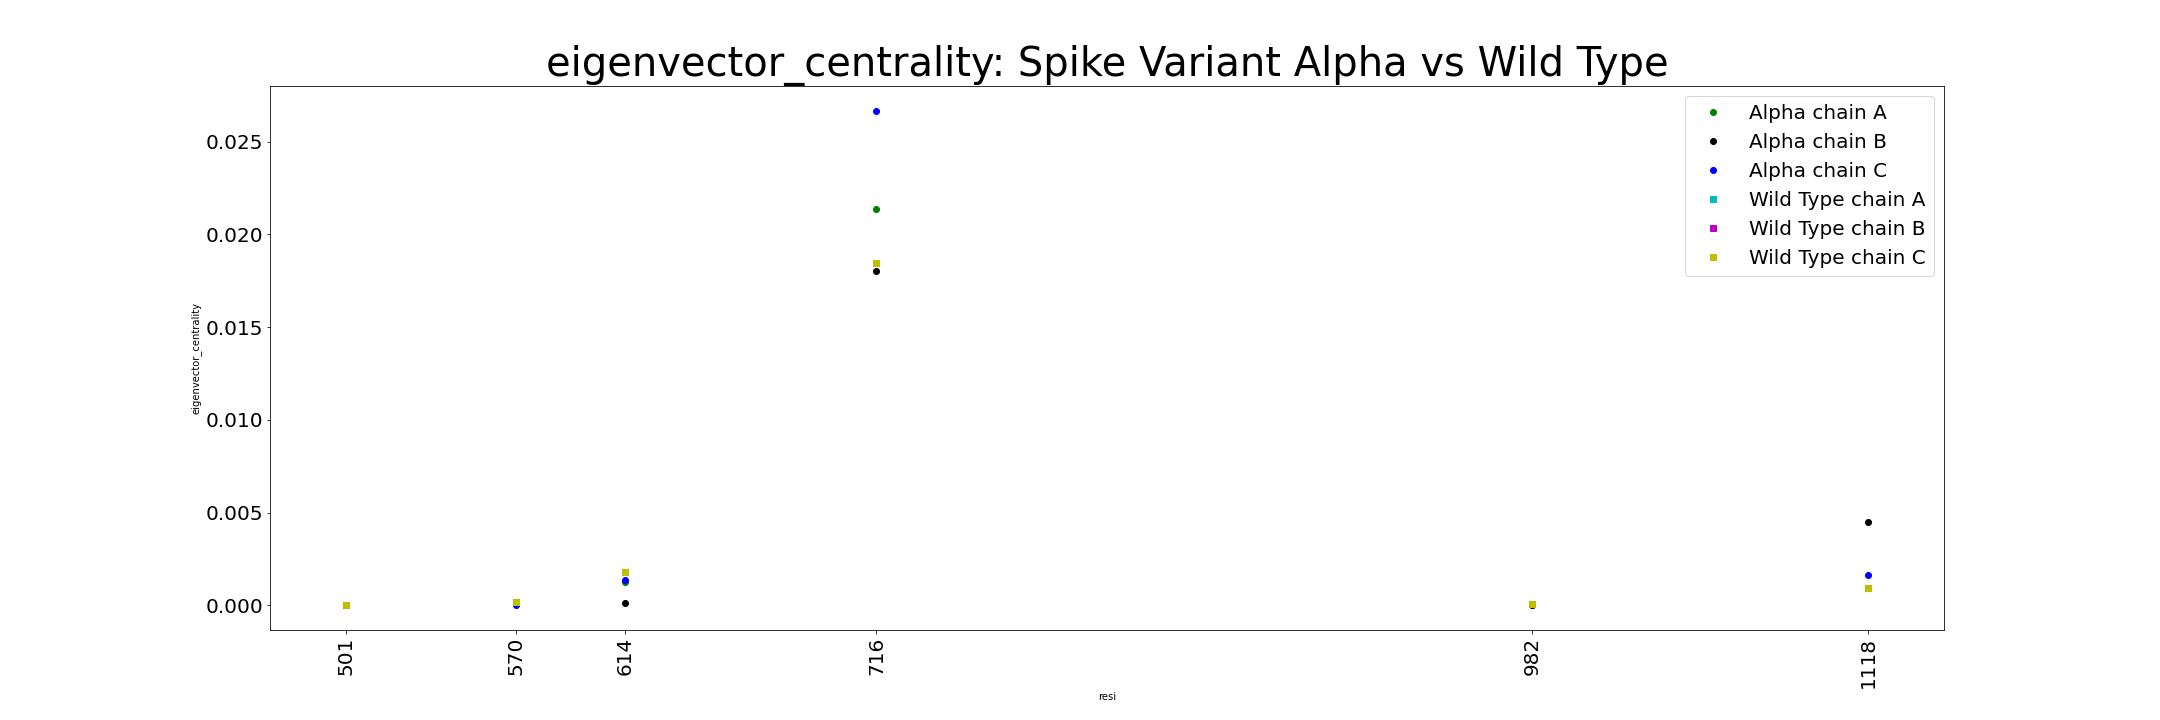 eigenvector_centrality: Spike Variant Alpha vs Wild Type
Alpha chain A
Alpha chain B
Alpha chain C
Wild Type chain A
Wild Type chain B
Wild Type chain C
0.025
0.020
0.015
0.010
0.005
0.000
eigenvector_centrality
501
570
614
716
982
1118
resi